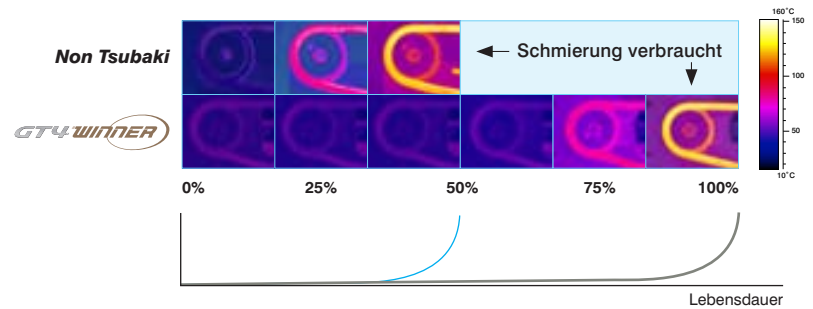 160°C
150
Non Tsubaki
Schmierung verbraucht
100
GT4 WINNER
50
10°C
0% 25% 50% 75% 100%
Lebensdauer